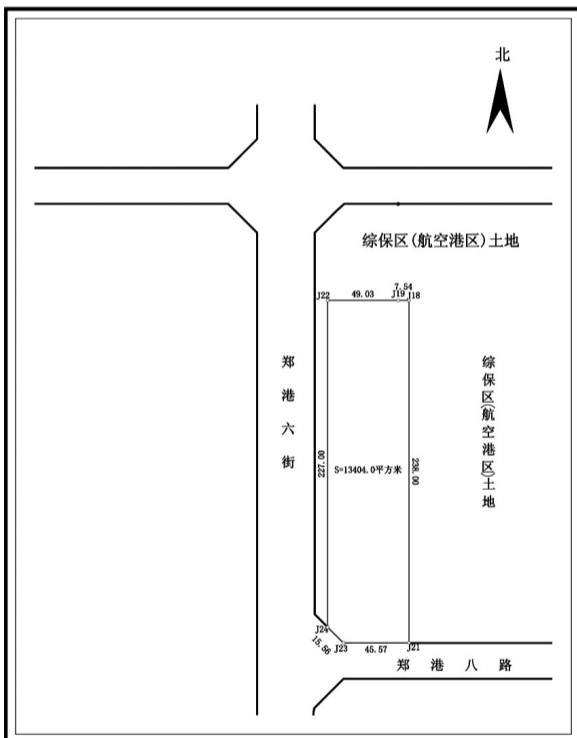 北
综保区(航空港区)土地
7.54
J22 49.03 J19 J18
郑港六街
综保区(航空港区)土地
227.00
S=13404.0平方米
238.00
J24
15.56
J23 45.57 J21
郑港八路